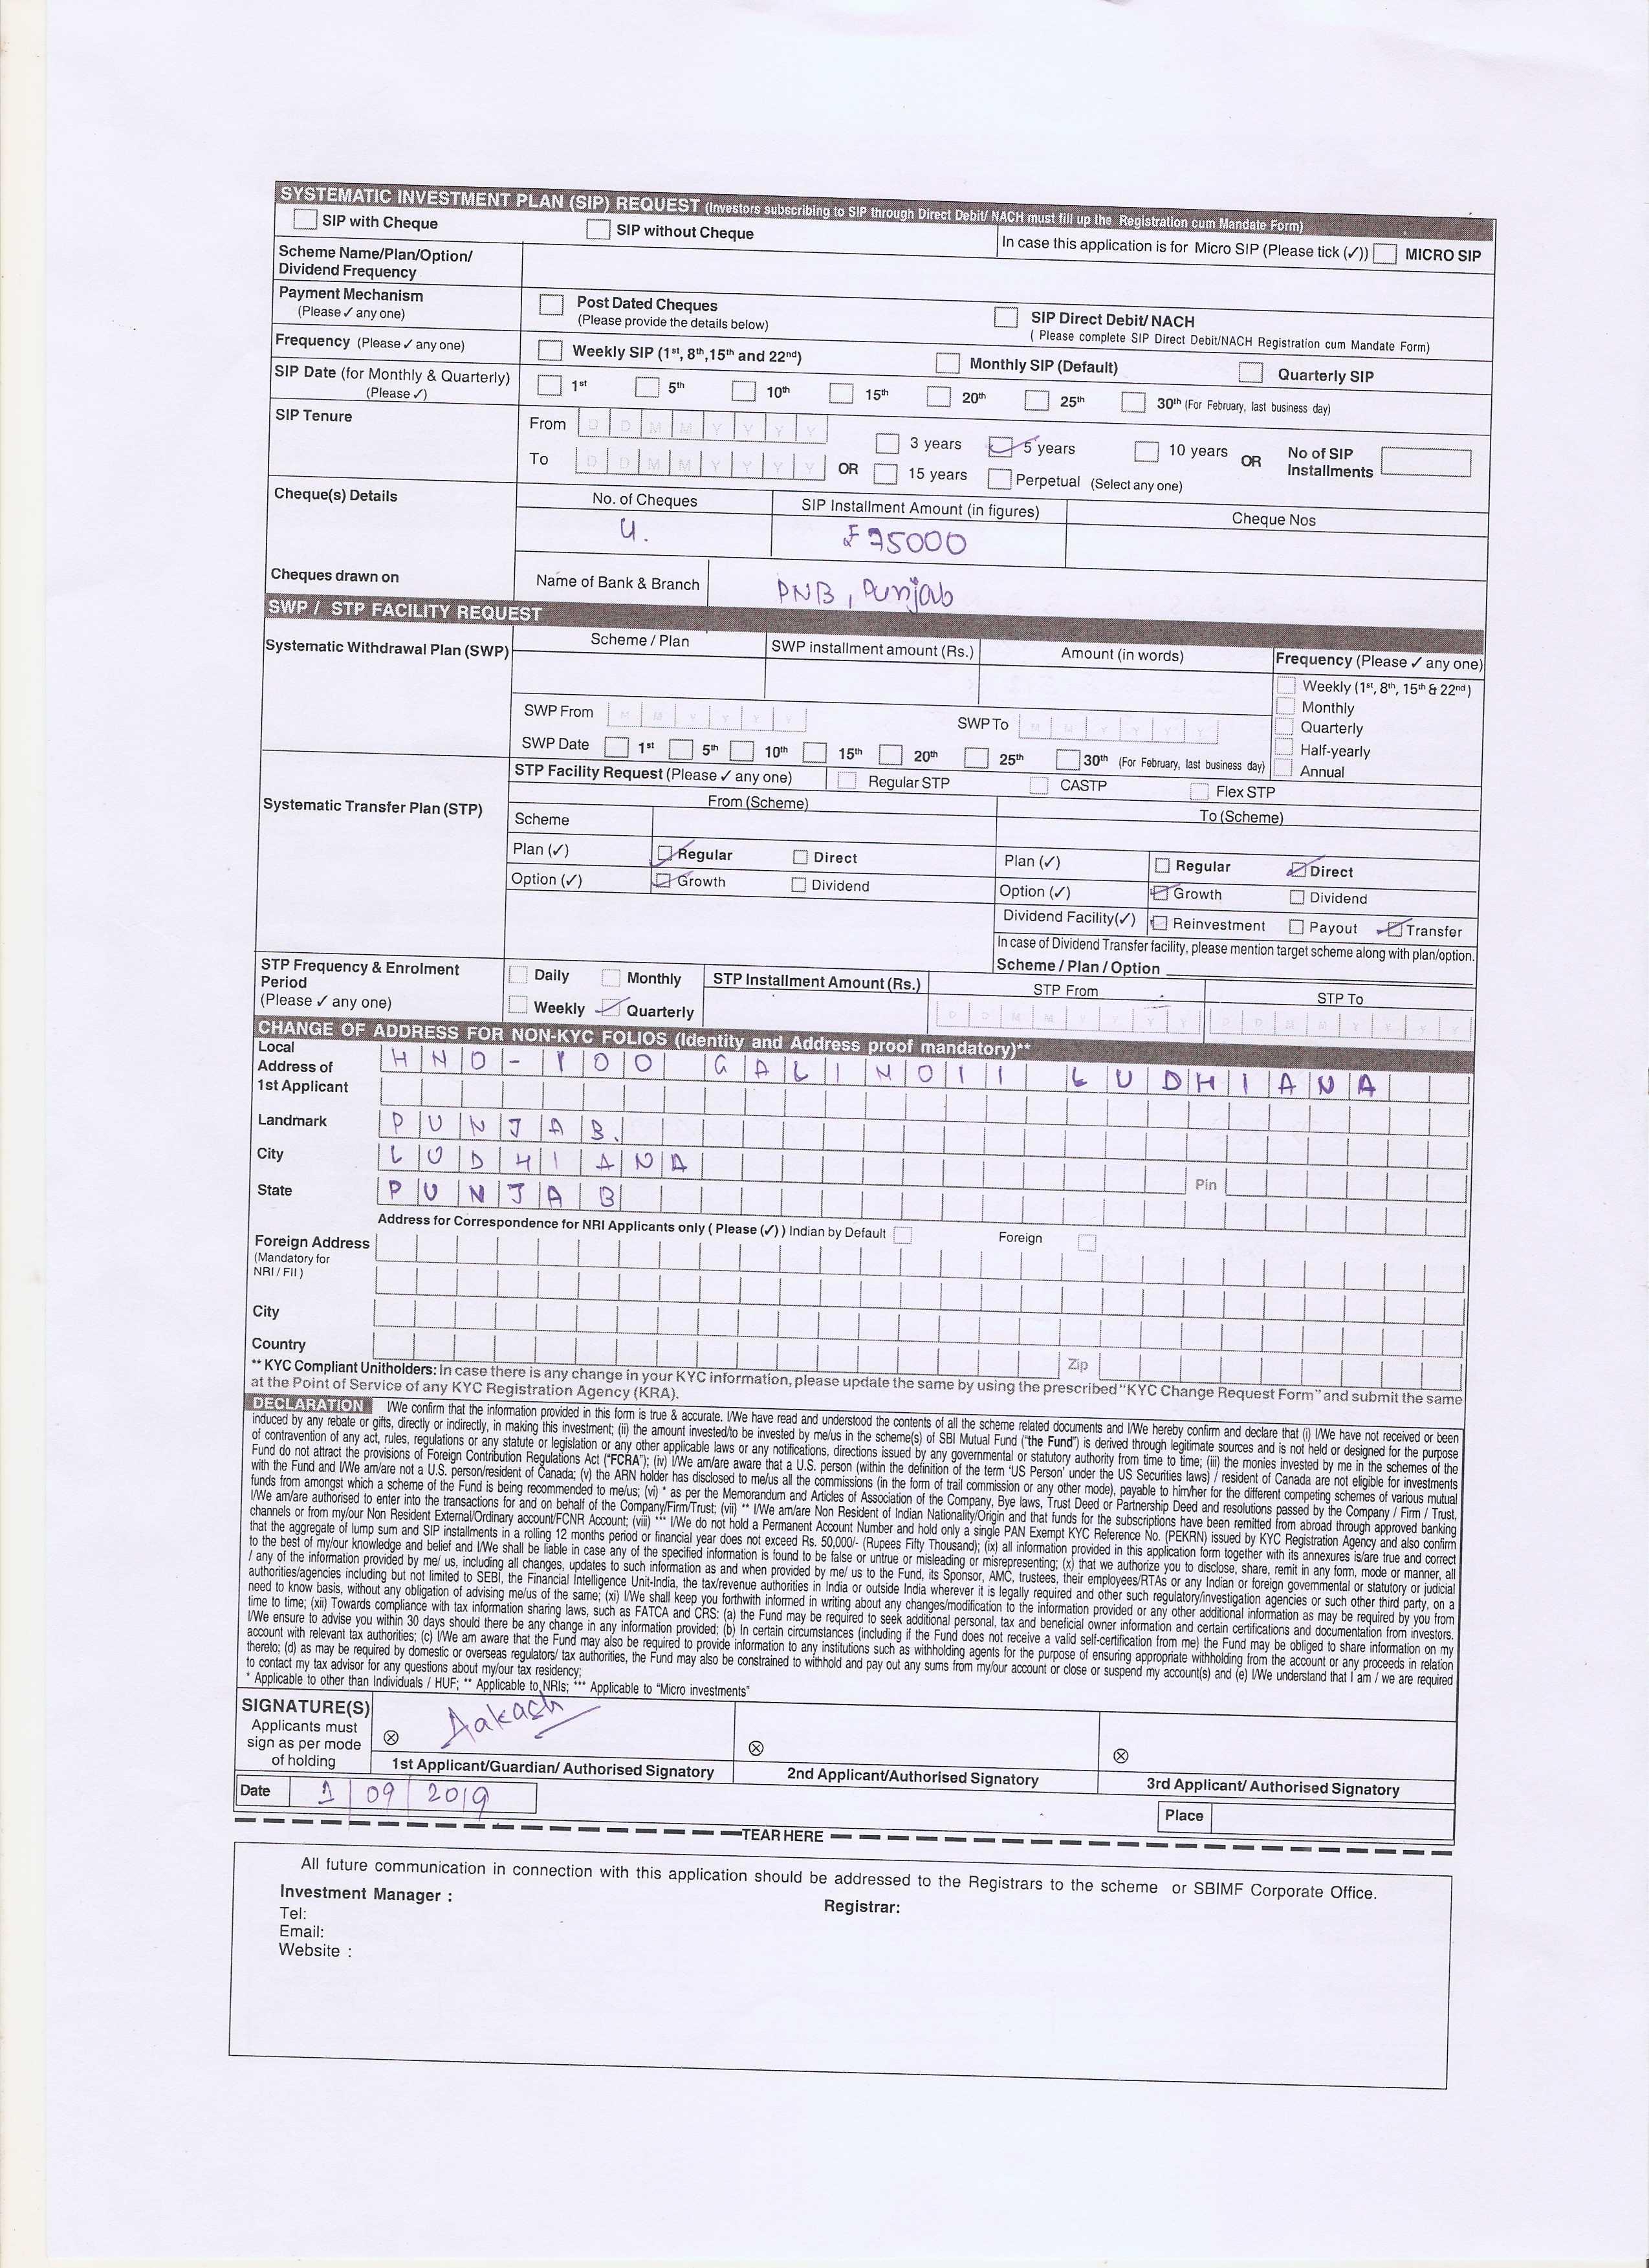 SYSTEMATIC INVESTMENT PLAN (SIP) REQUEST (Investors subscribing to SIP through Direct Debit/ NACH must fill up the Registration cum Mandate Form)
SIP with Cheque SIP without Cheque In case this application is for Micro SIP (Please tick (✓)) MICRO SIP
Scheme Name/Plan/Option/
Dividend Frequency
Payment Mechanism Post Dated Cheques SIP Direct Debit/ NACH
(Please ✓ any one) (Please provide the details below) ( Please complete SIP Direct Debit/NACH Registration cum Mandate Form)
Frequency (Please ✓ any one) Weekly SIP (1st, 8th,15th and 22nd) Monthly SIP (Default) Quarterly SIP
SIP Date (for Monthly & Quarterly) 1st 5th 10th 15th 20th 25th 30th (For February, last business day)
(Please ✓)
SIP Tenure From D D M M Y Y Y Y 3 years 5 years 10 years OR No of SIP
Installments
To D D M M Y Y Y Y OR 15 years Perpetual (Select any one)
Cheque(s) Details No. of Cheques SIP Installment Amount (in figures) Cheque Nos
4. 75000
Cheques drawn on Name of Bank & Branch PNB, Punjab
SWP / STP FACILITY REQUEST
Systematic Withdrawal Plan (SWP) Scheme / Plan SWP installment amount (Rs.) Amount (in words) Frequency (Please ✓ any one)
Weekly (1st, 8th, 15th & 22nd)
Monthly
SWP From M M Y Y Y Y SWP To M M Y Y Y Y Quarterly
Half-yearly
SWP Date 1st 5th 10th 15th 20th 25th 30th (For February, last business day)
Annual
STP Facility Request (Please ✓ any one) Regular STP CASTP Flex STP
Systematic Transfer Plan (STP) From (Scheme) To (Scheme)
Scheme
Plan (✓) Regular Direct Plan (✓) Regular Direct
Option (✓) Growth Dividend Option (✓) Growth Dividend
Dividend Facility(✓) Reinvestment Payout Transfer
In case of Dividend Transfer facility, please mention target scheme along with plan/option.
Scheme / Plan / Option
STP Frequency & Enrolment Daily Monthly STP Installment Amount (Rs.) STP From STP To
Period
(Please ✓ any one) Weekly Quarterly D D M M Y Y Y Y D D M M Y Y Y Y
CHANGE OF ADDRESS FOR NON-KYC FOLIOS (Identity and Address proof mandatory)**
Local
Address of HNO-100 GALI NO 11 LUDHIANA
1st Applicant
Landmark PUNJAB.
City LUDHIANA Pin
State PUNJAB
Address for Correspondence for NRI Applicants only ( Please (✓) ) Indian by Default Foreign
Foreign Address
(Mandatory for
NRI / FII )
City
Country Zip
** KYC Compliant Unitholders: In case there is any change in your KYC information, please update the same by using the prescribed "KYC Change Request Form" and submit the same
at the Point of Service of any KYC Registration Agency (KRA).
DECLARATION I/We confirm that the information provided in this form is true & accurate. I/We have read and understood the contents of all the scheme related documents and I/We hereby confirm and declare that (i) I/We have not received or been
induced by any rebate or gifts, directly or indirectly, in making this investment; (ii) the amount invested/to be invested by me/us in the scheme(s) of SBI Mutual Fund ("the Fund") is derived through legitimate sources and is not held or designed for the purpose
of contravention of any act, rules, regulations or any statute or legislation or any other applicable laws or any notifications, directions issued by any governmental or statutory authority from time to time; (iii) the monies invested by me in the schemes of the
Fund do not attract the provisions of Foreign Contribution Regulations Act ("FCRA"); (iv) I/We am/are aware that a U.S. person (within the definition of the term 'US Person' under the US Securities laws) / resident of Canada are not eligible for investments
with the Fund and I/We am/are not a U.S. person/resident of Canada; (v) the ARN holder has disclosed to me/us all the commissions (in the form of trail commission or any other mode), payable to him/her for the different competing schemes of various mutual
funds from amongst which a scheme of the Fund is being recommended to me/us; (vi) * as per the Memorandum and Articles of Association of the Company, Bye laws, Trust Deed or Partnership Deed and resolutions passed by the Company / Firm / Trust,
I/We am/are authorised to enter into the transactions for and on behalf of the Company/Firm/Trust; (vii) ** I/We am/are Non Resident of Indian Nationality/Origin and that funds for the subscriptions have been remitted from abroad through approved banking
channels or from my/our Non Resident External/Ordinary account/FCNR Account; (viii) *** I/We do not hold a Permanent Account Number and hold only a single PAN Exempt KYC Reference No. (PEKRN) issued by KYC Registration Agency and also confirm
that the aggregate of lump sum and SIP installments in a rolling 12 months period or financial year does not exceed Rs. 50,000/- (Rupees Fifty Thousand); (ix) all information provided in this application form together with its annexures is/are true and correct
to the best of my/our knowledge and belief and I/We shall be liable in case any of the specified information is found to be false or untrue or misleading or misrepresenting; (x) that we authorize you to disclose, share, remit in any form, mode or manner, all
/ any of the information provided by me/ us, including all changes, updates to such information as and when provided by me/ us to the Fund, its Sponsor, AMC, trustees, their employees/RTAs or any Indian or foreign governmental or statutory or judicial
authorities/agencies including but not limited to SEBI, the Financial Intelligence Unit-India, the tax/revenue authorities in India or outside India wherever it is legally required and other such regulatory/investigation agencies or such other third party, on a
need to know basis, without any obligation of advising me/us of the same; (xi) I/We shall keep you forthwith informed in writing about any changes/modification to the information provided or any other additional information as may be required by you from
time to time; (xii) Towards compliance with tax information sharing laws, such as FATCA and CRS: (a) the Fund may be required to seek additional personal, tax and beneficial owner information and certain certifications and documentation from investors.
I/We ensure to advise you within 30 days should there be any change in any information provided; (b) In certain circumstances (including if the Fund does not receive a valid self-certification from me) the Fund may be obliged to share information on my
account with relevant tax authorities; (c) I/We am aware that the Fund may also be required to provide information to any institutions such as withholding agents for the purpose of ensuring appropriate withholding from the account or any proceeds in relation
thereto; (d) as may be required by domestic or overseas regulators/ tax authorities, the Fund may also be constrained to withhold and pay out any sums from my/our account or close or suspend my account(s) and (e) I/We understand that I am / we are required
to contact my tax advisor for any questions about my/our tax residency;
* Applicable to other than Individuals / HUF; ** Applicable to NRIs; *** Applicable to "Micro investments"
SIGNATURE(S)
Applicants must
sign as per mode Aakash
of holding 1st Applicant/Guardian/ Authorised Signatory 2nd Applicant/Authorised Signatory 3rd Applicant/ Authorised Signatory
Date 1 09 2019 Place
TEAR HERE
All future communication in connection with this application should be addressed to the Registrars to the scheme or SBIMF Corporate Office.
Investment Manager : Registrar:
Tel:
Email:
Website :